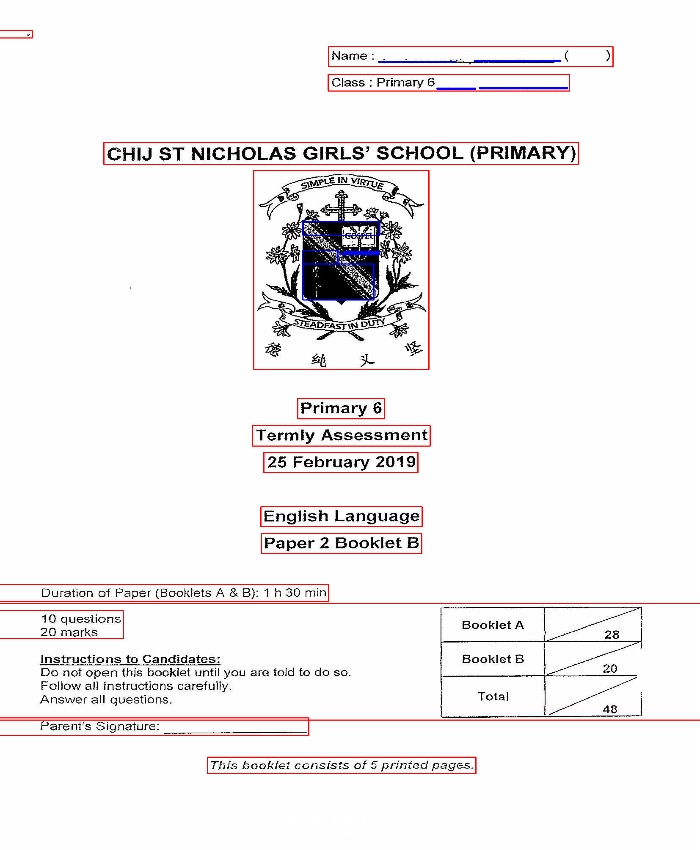 Name : ( )
Class : Primary 6
CHIJ ST NICHOLAS GIRLS' SCHOOL (PRIMARY)
SIMPLE IN VIRTUE
GOSPEL
STEADFAST IN DUTY
德 纯 义 坚
Primary 6
Termly Assessment
25 February 2019
English Language
Paper 2 Booklet B
Duration of Paper (Booklets A & B): 1 h 30 min
10 questions
20 marks
Instructions to Candidates:
Do not open this booklet until you are told to do so.
Follow all instructions carefully.
Answer all questions.
Booklet A 28
Booklet B 20
Total 48
Parent's Signature:
This booklet consists of 5 printed pages.